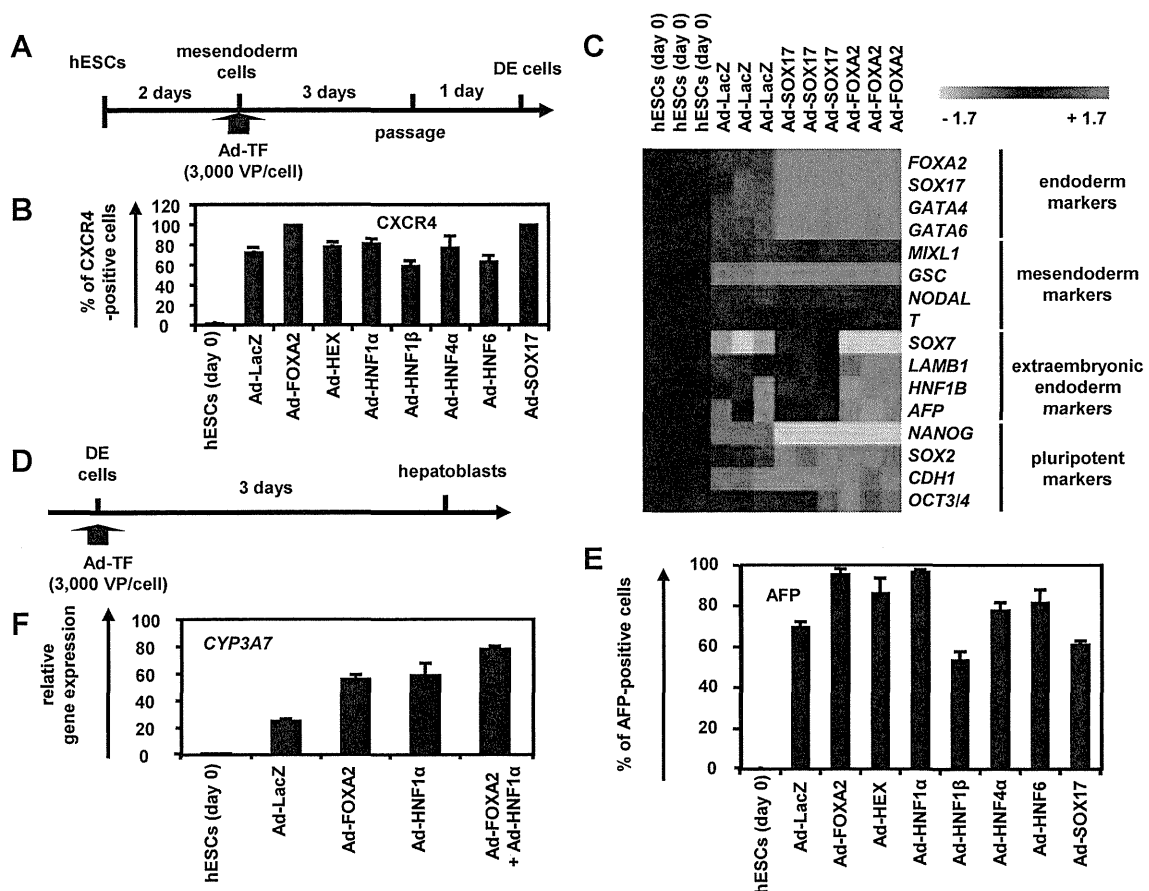 A
hESCs
mesendoderm
cells
DE cells
2 days
3 days
1 day
passage
Ad-TF
(3,000 VP/cell)
B
% of CXCR4
-positive cells
120
100
80
60
40
20
0
CXCR4
hESCs (day 0)
Ad-LacZ
Ad-FOXA2
Ad-HEX
Ad-HNF1α
Ad-HNF1β
Ad-HNF4α
Ad-HNF6
Ad-SOX17
C
hESCs (day 0)
hESCs (day 0)
hESCs (day 0)
Ad-LacZ
Ad-LacZ
Ad-LacZ
Ad-SOX17
Ad-SOX17
Ad-SOX17
Ad-FOXA2
Ad-FOXA2
Ad-FOXA2
- 1.7
+ 1.7
FOXA2
SOX17
GATA4
GATA6
endoderm
markers
MIXL1
GSC
NODAL
T
mesendoderm
markers
SOX7
LAMB1
HNF1B
AFP
extraembryonic
endoderm
markers
NANOG
SOX2
CDH1
OCT3/4
pluripotent
markers
D
DE
cells
3 days
hepatoblasts
Ad-TF
(3,000 VP/cell)
E
% of AFP-positive cells
100
80
60
40
20
0
AFP
hESCs (day 0)
Ad-LacZ
Ad-FOXA2
Ad-HEX
Ad-HNF1α
Ad-HNF1β
Ad-HNF4α
Ad-HNF6
Ad-SOX17
F
relative
gene expression
100
80
60
40
20
0
CYP3A7
hESCs (day 0)
Ad-LacZ
Ad-FOXA2
Ad-HNF1α
Ad-FOXA2
+ Ad-HNF1α